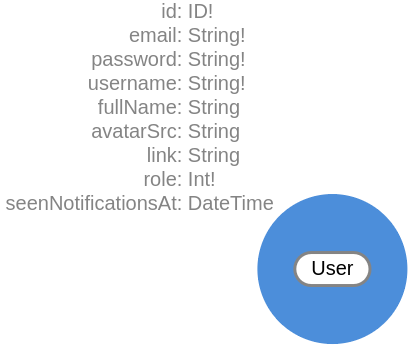 id: ID!
email: String!
password: String!
username: String!
fullName: String
avatarSrc: String
link: String
role: Int!
seenNotificationsAt: DateTime
User